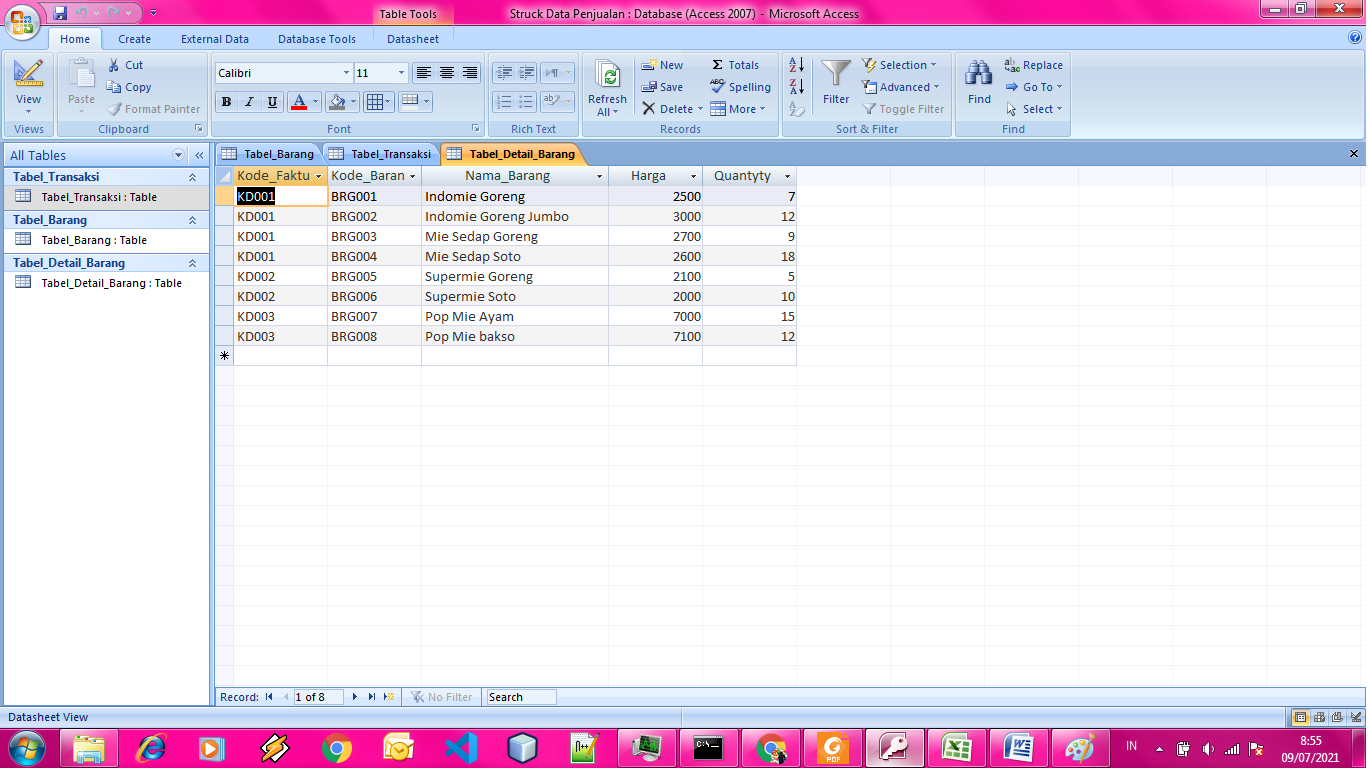 Table Tools
Struck Data Penjualan : Database (Access 2007) - Microsoft Access
Home Create External Data Database Tools Datasheet
View
Views
Paste
Cut
Copy
Format Painter
Clipboard
Calibri 11
B I U A
Font
Rich Text
Refresh All
New
Save
Delete
Totals
Spelling
More
Records
Filter
Selection
Advanced
Toggle Filter
Sort & Filter
Find
Replace
Go To
Select
Find
All Tables
Tabel_Transaksi
Tabel_Transaksi : Table
Tabel_Barang
Tabel_Barang : Table
Tabel_Detail_Barang
Tabel_Detail_Barang : Table
Tabel_Barang Tabel_Transaksi Tabel_Detail_Barang
Kode_Faktu Kode_Baran Nama_Barang Harga Quantyty
KD001 BRG001 Indomie Goreng 2500 7
KD001 BRG002 Indomie Goreng Jumbo 3000 12
KD001 BRG003 Mie Sedap Goreng 2700 9
KD001 BRG004 Mie Sedap Soto 2600 18
KD002 BRG005 Supermie Goreng 2100 5
KD002 BRG006 Supermie Soto 2000 10
KD003 BRG007 Pop Mie Ayam 7000 15
KD003 BRG008 Pop Mie bakso 7100 12
Record: 1 of 8 No Filter Search
Datasheet View
IN
8:55
09/07/2021